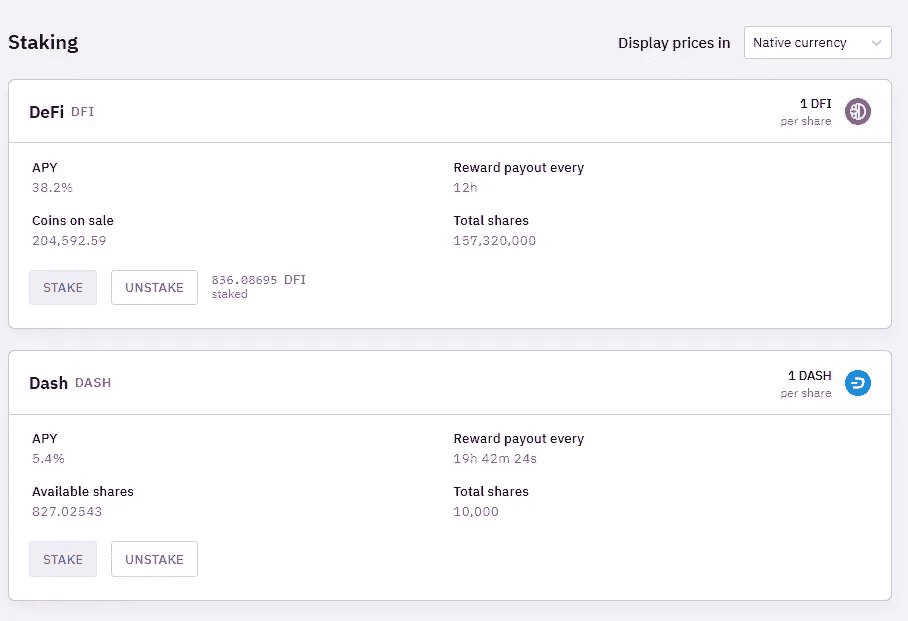 Staking
Display prices in
Native currency
DeFi DFI
1 DFI
per share
APY
38.2%
Reward payout every
12h
Coins on sale
204,592.59
Total shares
157,320,000
STAKE
UNSTAKE
836.08695 DFI
staked
Dash DASH
1 DASH
per share
APY
5.4%
Reward payout every
19h 42m 24s
Available shares
827.02543
Total shares
10,000
STAKE
UNSTAKE